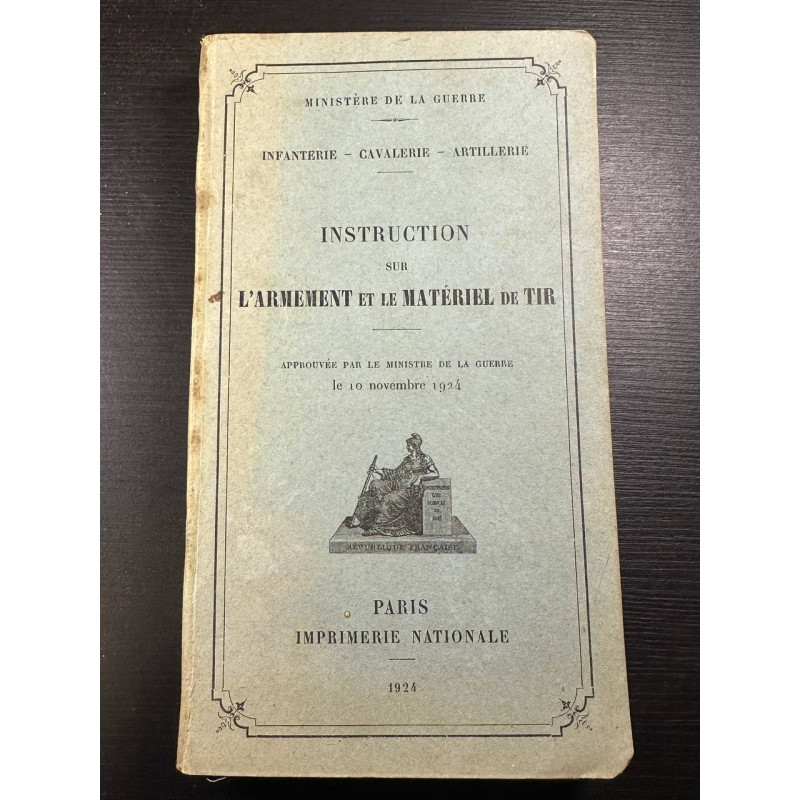 MINISTÈRE DE LA GUERRE
INFANTERIE – CAVALERIE – ARTILLERIE
INSTRUCTION
SUR
L'ARMEMENT ET LE MATÉRIEL DE TIR
APPROUVÉE PAR LE MINISTRE DE LA GUERRE
le 10 novembre 1924
RÉPUBLIQUE FRANÇAISE
PARIS
IMPRIMERIE NATIONALE
1924